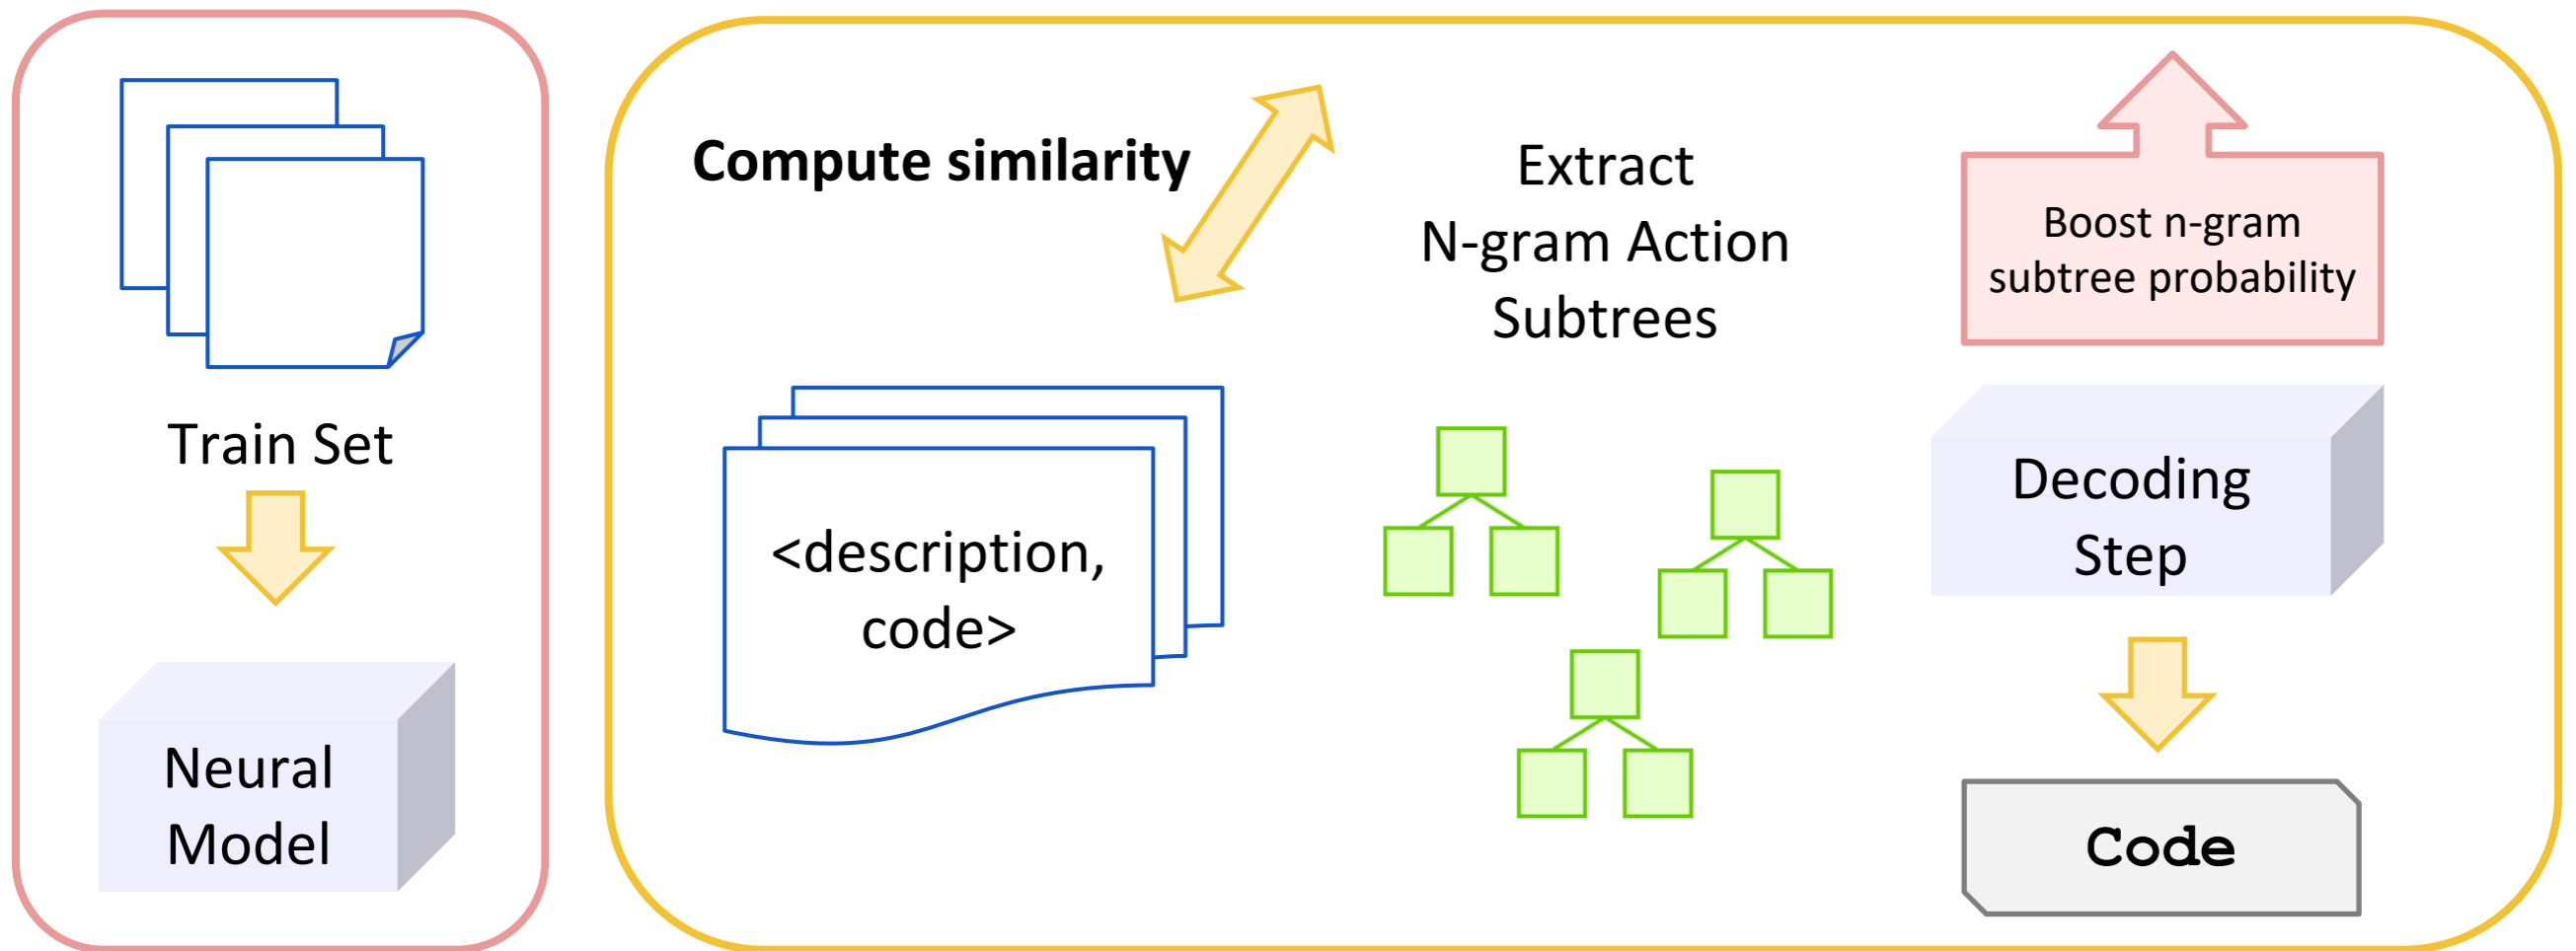 Train Set
Neural
Model
Compute similarity
<description,
code>
Extract
N-gram Action
Subtrees
Boost n-gram
subtree probability
Decoding
Step
Code